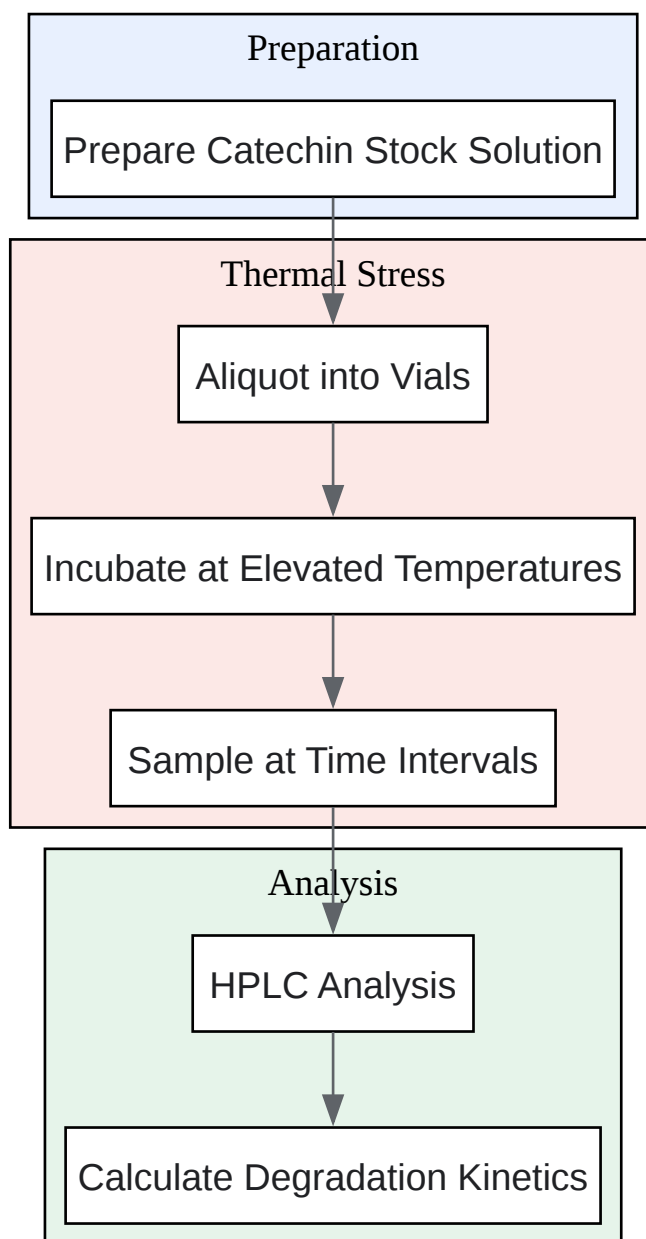 Preparation
Prepare Catechin Stock Solution
Thermal Stress
Aliquot into Vials
Incubate at Elevated Temperatures
Sample at Time Intervals
Analysis
HPLC Analysis
Calculate Degradation Kinetics